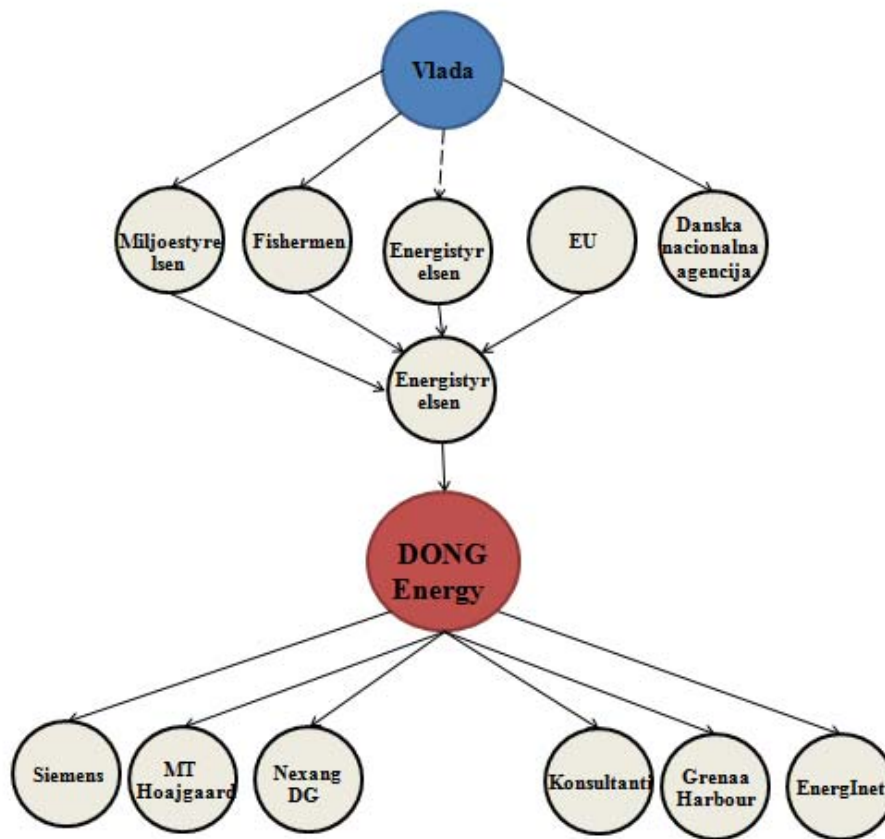 Vlada
Miljoestyre
lsen
Fishermen
Energistyr
elsen
EU
Danska
nacionalna
agencija
Energistyr
elsen
DONG
Energy
Siemens
MT
Hoajgaard
Nexang
DG
Konsultanti
Grenaa
Harbour
EnergInet